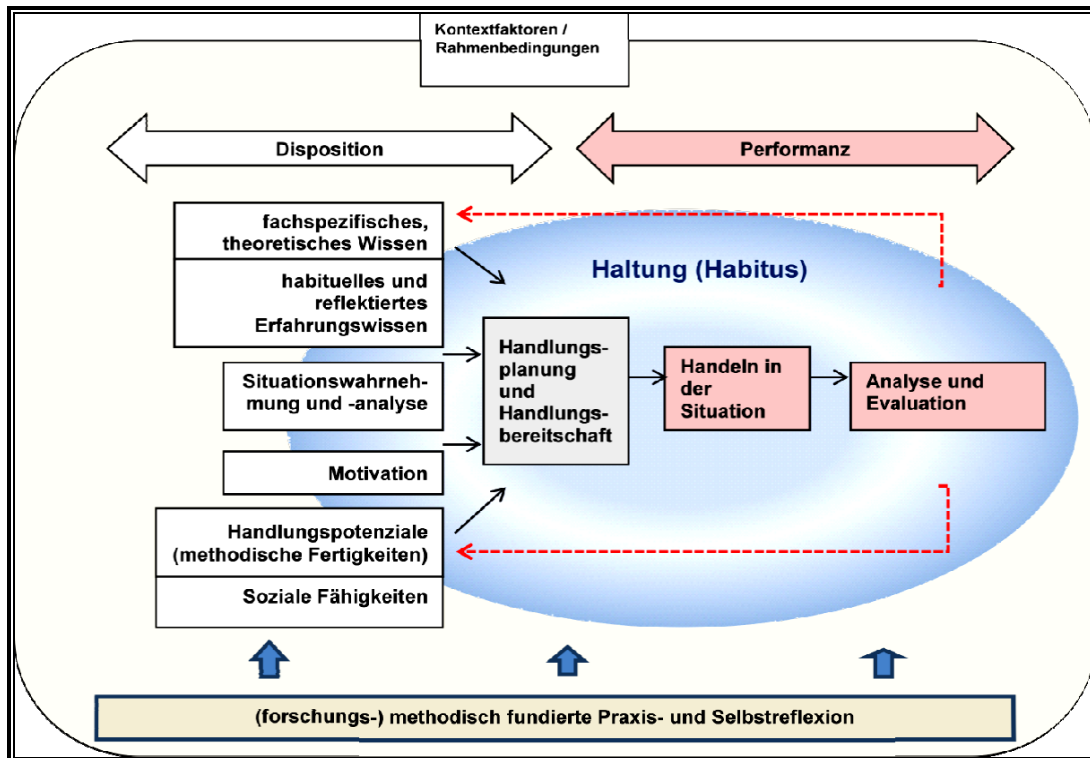 Kontextfaktoren /
Rahmenbedingungen
Disposition
Performanz
fachspezifisches,
theoretisches Wissen
habituelles und
reflektiertes
Erfahrungswissen
Situationswahrneh-
mung und -analyse
Motivation
Handlungspotenziale
(methodische Fertigkeiten)
Soziale Fähigkeiten
Haltung (Habitus)
Handlungs-
planung
und
Handlungs-
bereitschaft
Handeln in
der
Situation
Analyse und
Evaluation
(forschungs-) methodisch fundierte Praxis- und Selbstreflexion